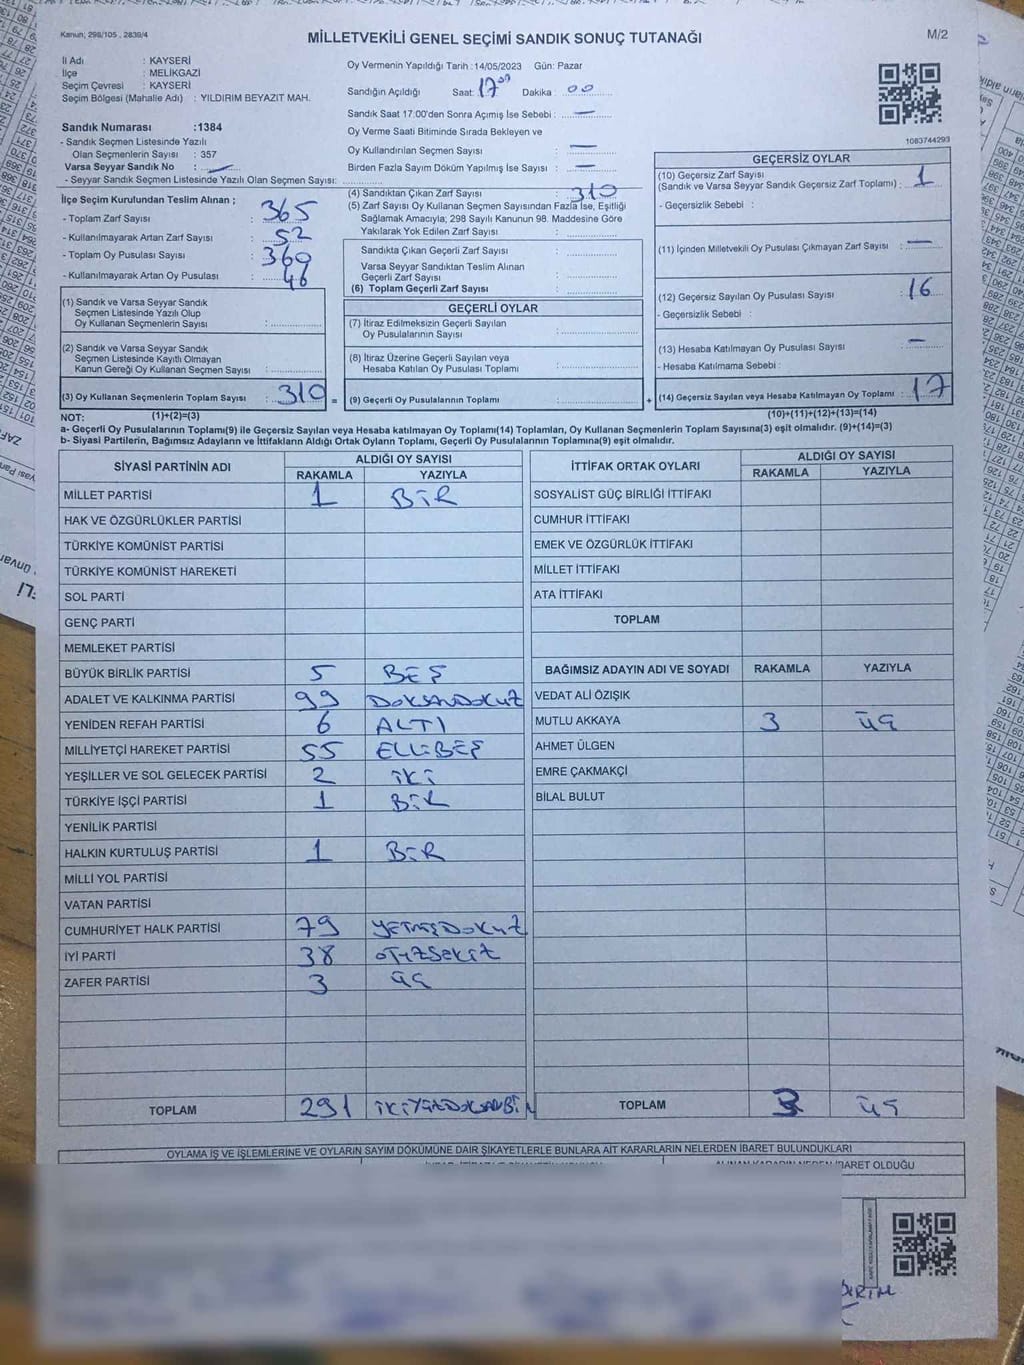 Kanun; 298/105 , 2839/4
MİLLETVEKİLİ GENEL SEÇİMİ SANDIK SONUÇ TUTANAĞI
M/2
İl Adı : KAYSERİ
İlçe : MELİKGAZİ
Seçim Çevresi : KAYSERİ
Seçim Bölgesi (Mahalle Adı) : YILDIRIM BEYAZIT MAH.
Sandık Numarası :1384
- Sandık Seçmen Listesinde Yazılı
Olan Seçmenlerin Sayısı : 357
Varsa Seyyar Sandık No :
- Seyyar Sandık Seçmen Listesinde Yazılı Olan Seçmen Sayısı:
İlçe Seçim Kurulundan Teslim Alınan ;
- Toplam Zarf Sayısı : 365
- Kullanılmayarak Artan Zarf Sayısı : 52
- Toplam Oy Pusulası Sayısı : 360
- Kullanılmayarak Artan Oy Pusulası : 46
(1) Sandık ve Varsa Seyyar Sandık
Seçmen Listesinde Yazılı Olup
Oy Kullanan Seçmenlerin Sayısı :
(2) Sandık ve Varsa Seyyar Sandık
Seçmen Listesinde Kayıtlı Olmayan
Kanun Gereği Oy Kullanan Seçmen Sayısı :
(3) Oy Kullanan Seçmenlerin Toplam Sayısı : 310 =
Oy Vermenin Yapıldığı Tarih :14/05/2023 Gün: Pazar
Sandığın Açıldığı Saat: 17 00 Dakika : 00
Sandık Saat 17:00'den Sonra Açımış İse Sebebi : —
Oy Verme Saati Bitiminde Sırada Bekleyen ve
Oy Kullandırılan Seçmen Sayısı : —
Birden Fazla Sayım Döküm Yapılmış İse Sayısı : —
(4) Sandıktan Çıkan Zarf Sayısı : 310
(5) Zarf Sayısı Oy Kullanan Seçmen Sayısından Fazla İse, Eşitliği
Sağlamak Amacıyla; 298 Sayılı Kanunun 98. Maddesine Göre
Yakılarak Yok Edilen Zarf Sayısı :
Sandıkta Çıkan Geçerli Zarf Sayısı :
Varsa Seyyar Sandıktan Teslim Alınan
Geçerli Zarf Sayısı :
(6) Toplam Geçerli Zarf Sayısı :
GEÇERLİ OYLAR
(7) İtiraz Edilmeksizin Geçerli Sayılan
Oy Pusulalarının Sayısı :
(8) İtiraz Üzerine Geçerli Sayılan veya
Hesaba Katılan Oy Pusulası Toplamı :
(9) Geçerli Oy Pusulalarının Toplamı : +
1083744293
GEÇERSİZ OYLAR
(10) Geçersiz Zarf Sayısı
(Sandık ve Varsa Seyyar Sandık Geçersiz Zarf Toplamı) : 1
- Geçersizlik Sebebi :
(11) İçinden Milletvekili Oy Pusulası Çıkmayan Zarf Sayısı : —
(12) Geçersiz Sayılan Oy Pusulası Sayısı : 16
- Geçersizlik Sebebi :
(13) Hesaba Katılmayan Oy Pusulası Sayısı : —
- Hesaba Katılmama Sebebi :
(14) Geçersiz Sayılan veya Hesaba Katılmayan Oy Toplamı : 17
NOT: (1)+(2)=(3) (10)+(11)+(12)+(13)=(14)
a- Geçerli Oy Pusulalarının Toplamı(9) ile Geçersiz Sayılan veya Hesaba katılmayan Oy Toplamı(14) Toplamları, Oy Kullanan Seçmenlerin Toplam Sayısına(3) eşit olmalıdır. (9)+(14)=(3)
b- Siyasi Partilerin, Bağımsız Adayların ve İttifakların Aldığı Ortak Oyların Toplamı, Geçerli Oy Pusulalarının Toplamına(9) eşit olmalıdır.
SİYASİ PARTİNİN ADI ALDIĞI OY SAYISI
RAKAMLA YAZIYLA
MİLLET PARTİSİ 1 BİR
HAK VE ÖZGÜRLÜKLER PARTİSİ
TÜRKİYE KOMÜNİST PARTİSİ
TÜRKİYE KOMÜNİST HAREKETİ
SOL PARTİ
GENÇ PARTİ
MEMLEKET PARTİSİ
BÜYÜK BİRLİK PARTİSİ 5 BEŞ
ADALET VE KALKINMA PARTİSİ 99 DOKSANDOKUZ
YENİDEN REFAH PARTİSİ 6 ALTI
MİLLİYETÇİ HAREKET PARTİSİ 55 ELLİBEŞ
YEŞİLLER VE SOL GELECEK PARTİSİ 2 İKİ
TÜRKİYE İŞÇİ PARTİSİ 1 BİR
YENİLİK PARTİSİ
HALKIN KURTULUŞ PARTİSİ 1 BİR
MİLLİ YOL PARTİSİ
VATAN PARTİSİ
CUMHURİYET HALK PARTİSİ 79 YETMİŞDOKUZ
İYİ PARTİ 38 OTUZSEKİZ
ZAFER PARTİSİ 3 ÜÇ
TOPLAM 291 İKİYÜZDOKSANBİR
İTTİFAK ORTAK OYLARI ALDIĞI OY SAYISI
RAKAMLA YAZIYLA
SOSYALİST GÜÇ BİRLİĞİ İTTİFAKI
CUMHUR İTTİFAKI
EMEK VE ÖZGÜRLÜK İTTİFAKI
MİLLET İTTİFAKI
ATA İTTİFAKI
TOPLAM
BAĞIMSIZ ADAYIN ADI VE SOYADI RAKAMLA YAZIYLA
VEDAT ALİ ÖZIŞIK
MUTLU AKKAYA 3 ÜÇ
AHMET ÜLGEN
EMRE ÇAKMAKÇİ
BİLAL BULUT
TOPLAM 3 ÜÇ
OYLAMA İŞ VE İŞLEMLERİNE VE OYLARIN SAYIM DÖKÜMÜNE DAİR ŞİKAYETLERLE BUNLARA AİT KARARLARIN NELERDEN İBARET BULUNDUKLARI
İBARET OLDUĞU